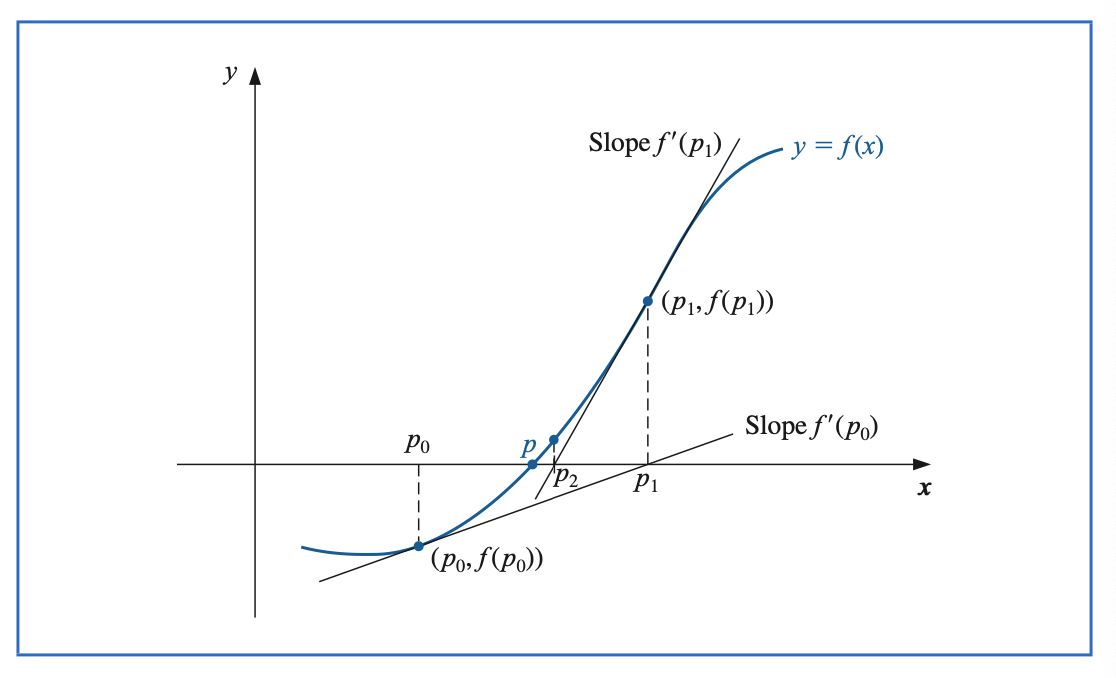 y
Slope f′(p₁)
y = f(x)
(p₁, f(p₁))
Slope f′(p₀)
p₀
p
p₂
p₁
x
(p₀, f(p₀))